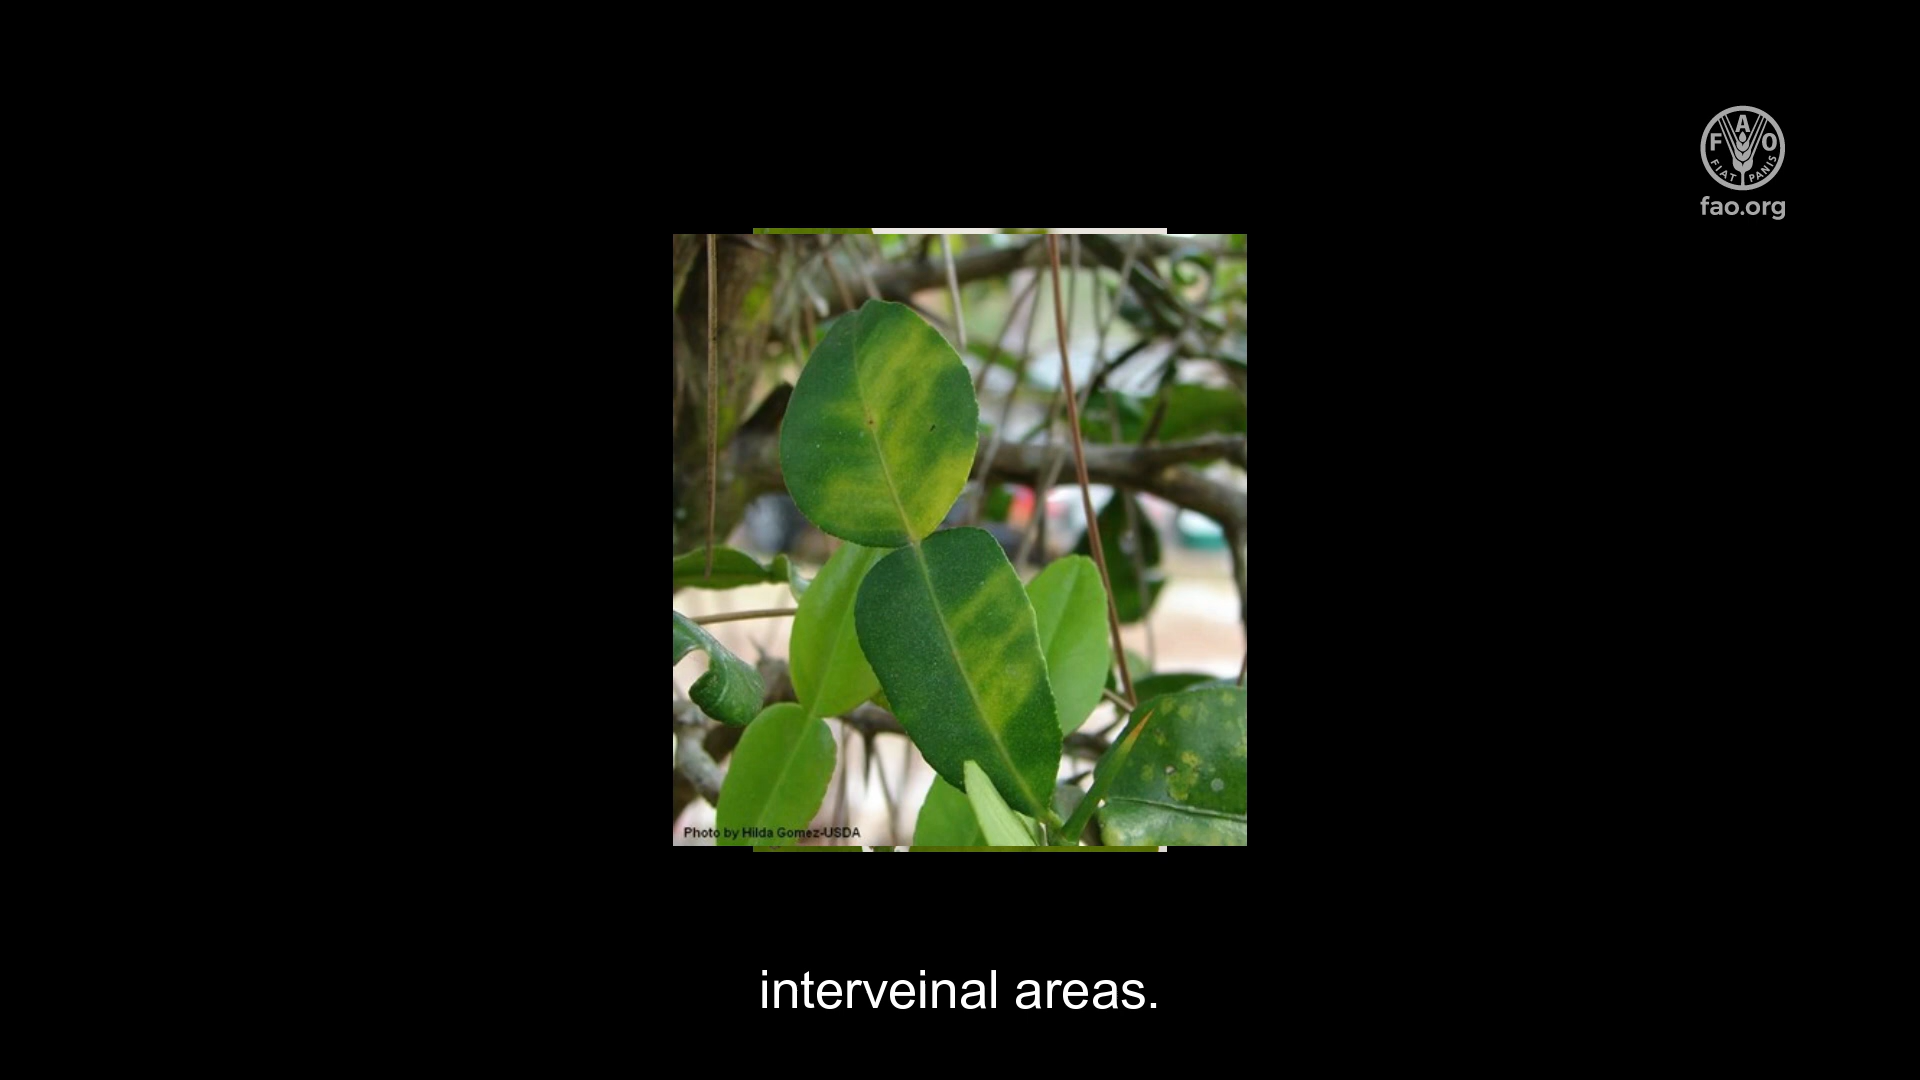 FAO
FIAT PANIS
fao.org
Photo by Hilda Gomez-USDA
interveinal areas.